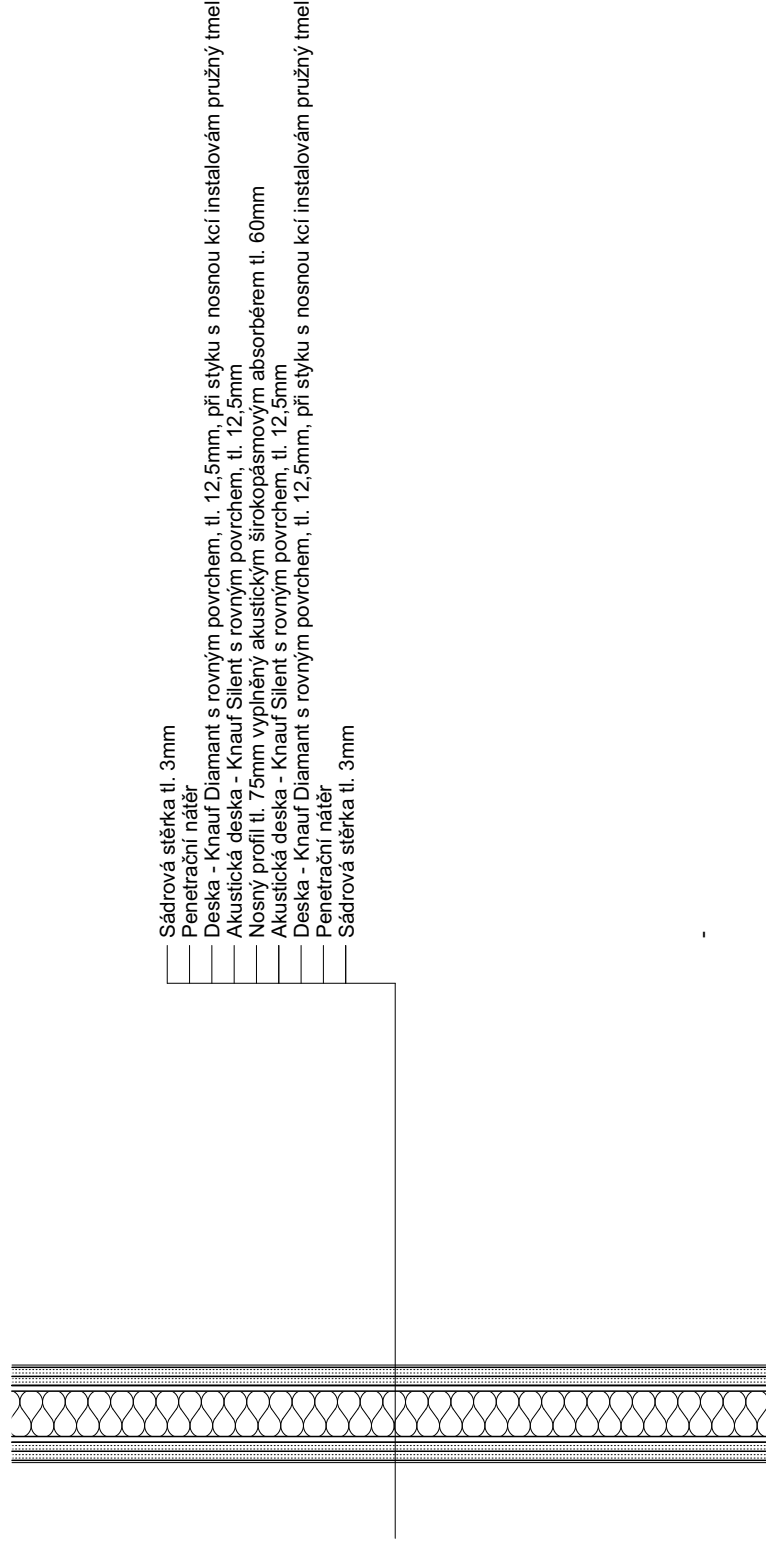 Sádrová stěrka tl. 3mm
Penetrační nátěr
Deska - Knauf Diamant s rovným povrchem, tl. 12,5mm, při styku s nosnou kcí instalovám pružný tmel
Akustická deska - Knauf Silent s rovným povrchem, tl. 12,5mm
Nosný profil tl. 75mm vyplněný akustickým širokopásmovým absorbérem tl. 60mm
Akustická deska - Knauf Silent s rovným povrchem, tl. 12,5mm
Deska - Knauf Diamant s rovným povrchem, tl. 12,5mm, při styku s nosnou kcí instalovám pružný tmel
Penetrační nátěr
Sádrová stěrka tl. 3mm
-